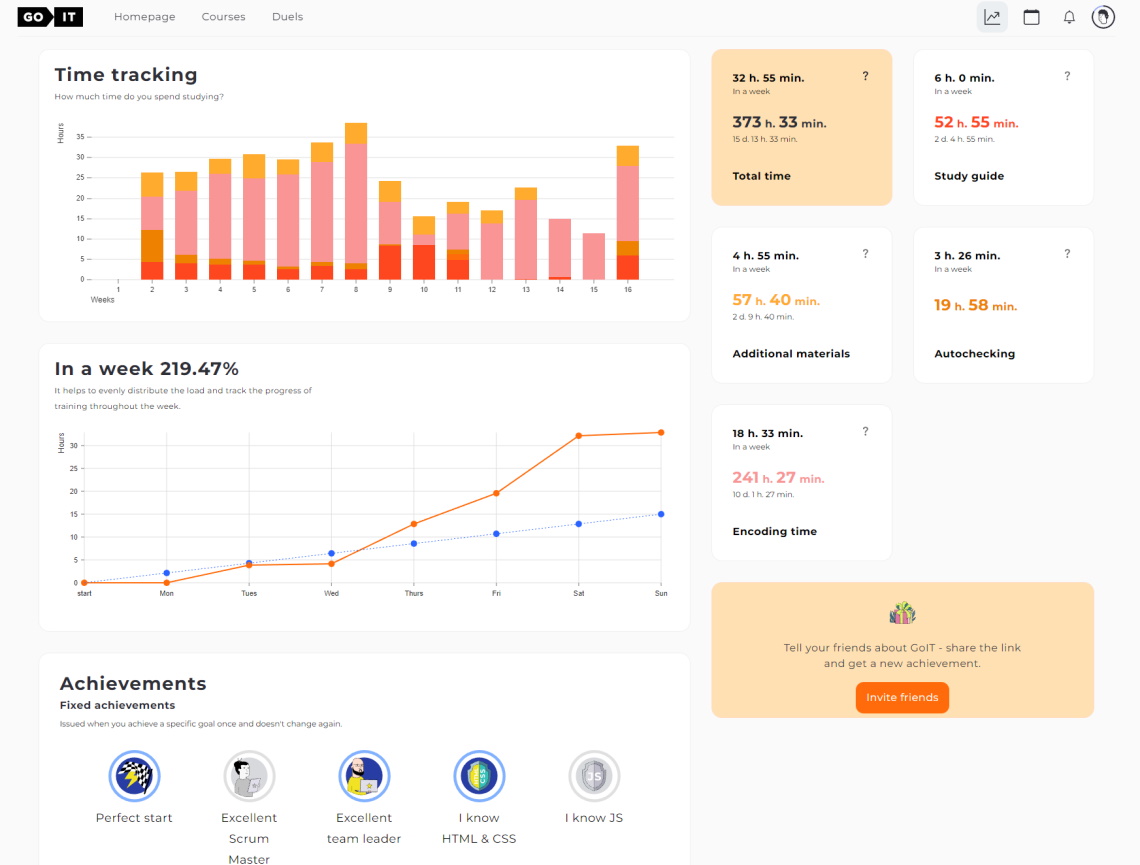 GO IT
Homepage Courses Duels
Time tracking
How much time do you spend studying?
Hours
35
30
25
20
15
10
5
0
1 2 3 4 5 6 7 8 9 10 11 12 13 14 15 16
Weeks
In a week 219.47%
It helps to evenly distribute the load and track the progress of
training throughout the week.
Hours
30
25
20
15
10
5
0
start Mon Tues Wed Thurs Fri Sat Sun
Achievements
Fixed achievements
Issued when you achieve a specific goal once and doesn't change again.
CSS
JS
Perfect start
Excellent
Scrum
Master
Excellent
team leader
I know
HTML & CSS
I know JS
32 h. 55 min. ?
In a week
373 h. 33 min.
15 d. 13 h. 33 min.
Total time
6 h. 0 min. ?
In a week
52 h. 55 min.
2 d. 4 h. 55 min.
Study guide
4 h. 55 min. ?
In a week
57 h. 40 min.
2 d. 9 h. 40 min.
Additional materials
3 h. 26 min. ?
In a week
19 h. 58 min.
Autochecking
18 h. 33 min. ?
In a week
241 h. 27 min.
10 d. 1 h. 27 min.
Encoding time
Tell your friends about GoIT - share the link
and get a new achievement.
Invite friends